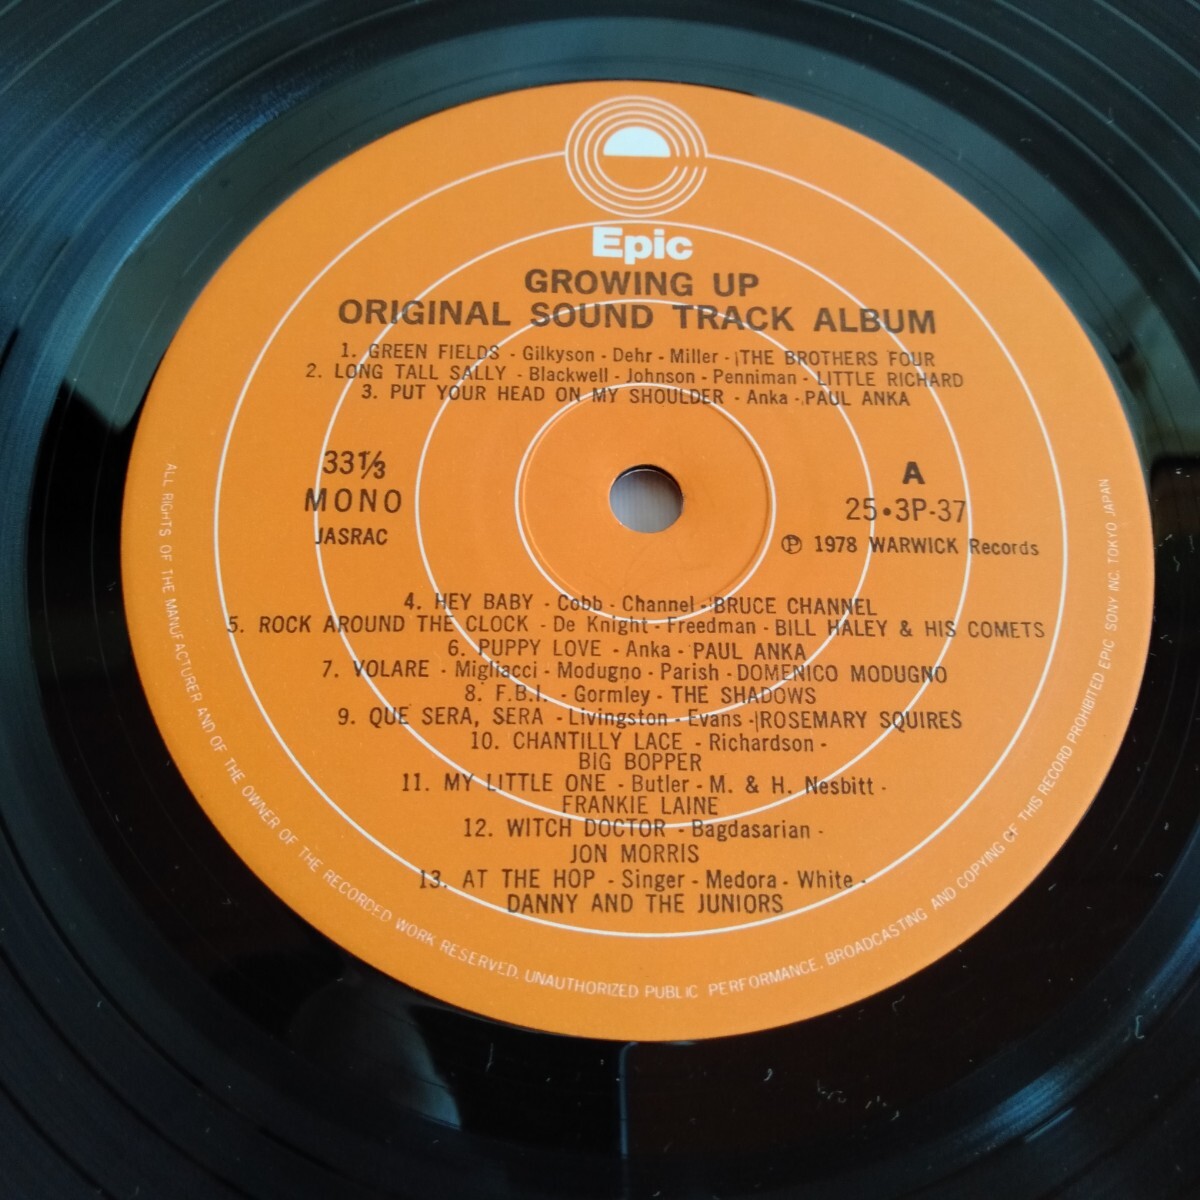 Epic
GROWING UP
ORIGINAL SOUND TRACK ALBUM
1. GREEN FIELDS - Gilkyson - Dehr - Miller - THE BROTHERS FOUR
2. LONG TALL SALLY - Blackwell - Johnson - Penniman - LITTLE RICHARD
3. PUT YOUR HEAD ON MY SHOULDER - Anka - PAUL ANKA
33 1/3
MONO
JASRAC
A
25・3P-37
Ⓟ 1978 WARWICK Records
4. HEY BABY - Cobb - Channel - BRUCE CHANNEL
5. ROCK AROUND THE CLOCK - De Knight - Freedman - BILL HALEY & HIS COMETS
6. PUPPY LOVE - Anka - PAUL ANKA
7. VOLARE - Migliacci - Modugno - Parish - DOMENICO MODUGNO
8. F.B.I. - Gormley - THE SHADOWS
9. QUE SERA, SERA - Livingston - Evans - ROSEMARY SQUIRES
10. CHANTILLY LACE - Richardson -
BIG BOPPER
11. MY LITTLE ONE - Butler - M. & H. Nesbitt -
FRANKIE LAINE
12. WITCH DOCTOR - Bagdasarian -
JON MORRIS
13. AT THE HOP - Singer - Medora - White -
DANNY AND THE JUNIORS
ALL RIGHTS OF THE MANUFACTURER AND OF THE OWNER OF THE RECORDED WORK RESERVED. UNAUTHORIZED PUBLIC PERFORMANCE. BROADCASTING AND COPYING OF THIS RECORD PROHIBITED EPIC SONY INC. TOKYO JAPAN